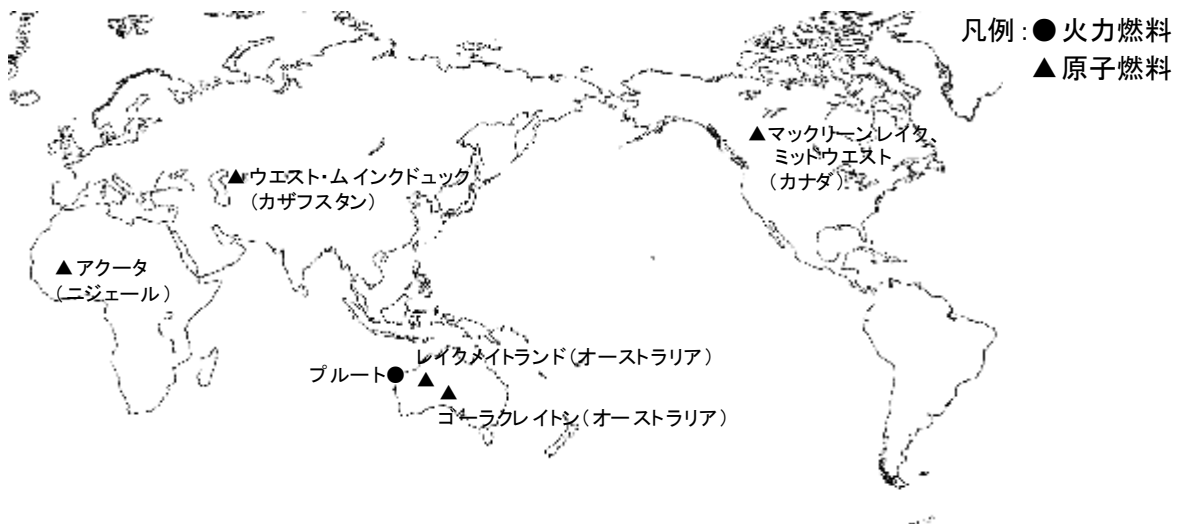 凡例：●火力燃料
▲原子燃料
▲マックリーンレイク、
ミッドウエスト
（カナダ）
▲ウエスト・ムインクドュック
（カザフスタン）
▲アクータ
（ニジェール）
レイクメイトランド（オーストラリア）
プルート●
ゴーラクレイトン（オーストラリア）